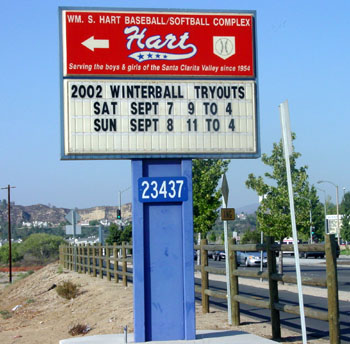 WM. S. HART BASEBALL/SOFTBALL COMPLEX
Hart
Serving the boys & girls of the Santa Clarita Valley since 1954
2002 WINTERBALL TRYOUTS
SAT SEPT 7 9 TO 4
SUN SEPT 8 11 TO 4
23437